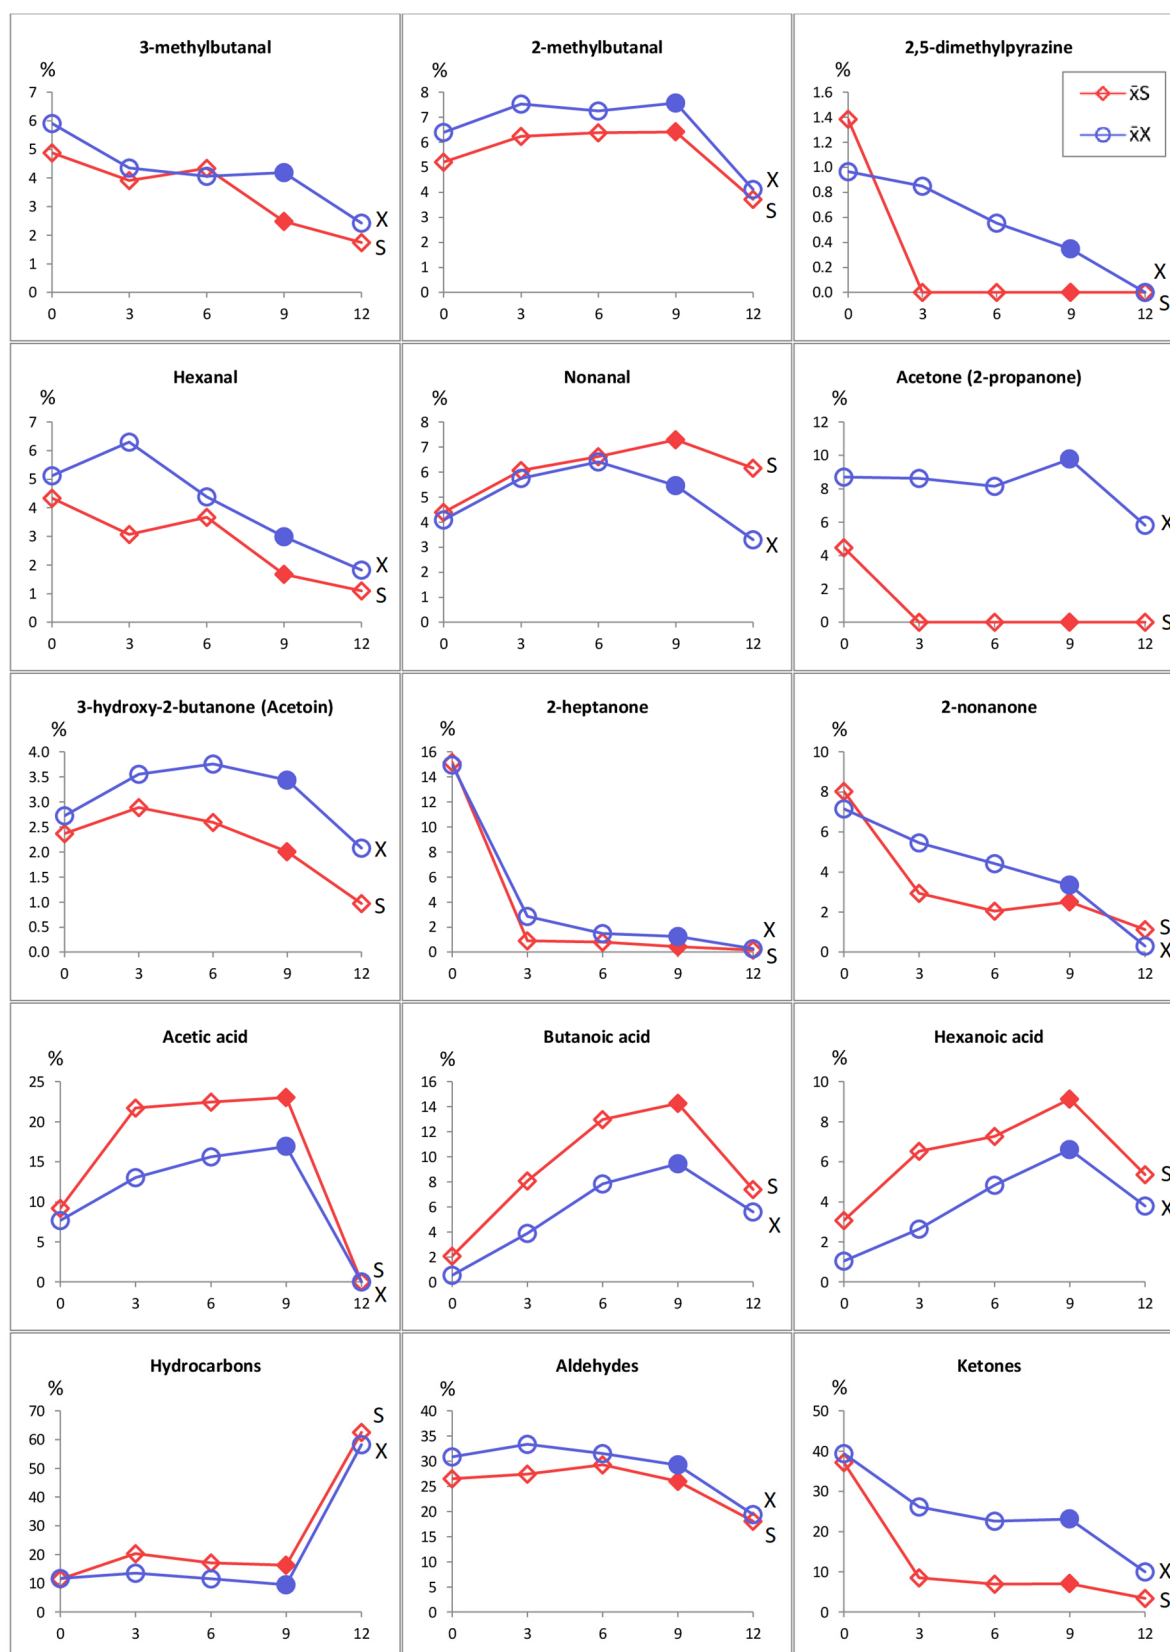 3-methylbutanal
%
7
6
5
4
3
2
1
0
0 3 6 9 12
X
S
2-methylbutanal
%
8
7
6
5
4
3
2
1
0
0 3 6 9 12
X
S
2,5-dimethylpyrazine
%
1.6
1.4
1.2
1.0
0.8
0.6
0.4
0.2
0.0
0 3 6 9 12
x̄S
x̄X
X
S
Hexanal
%
7
6
5
4
3
2
1
0
0 3 6 9 12
X
S
Nonanal
%
8
7
6
5
4
3
2
1
0
0 3 6 9 12
S
X
Acetone (2-propanone)
%
12
10
8
6
4
2
0
0 3 6 9 12
X
S
3-hydroxy-2-butanone (Acetoin)
%
4.0
3.5
3.0
2.5
2.0
1.5
1.0
0.5
0.0
0 3 6 9 12
X
S
2-heptanone
%
16
14
12
10
8
6
4
2
0
0 3 6 9 12
X
S
2-nonanone
%
10
8
6
4
2
0
0 3 6 9 12
S
X
Acetic acid
%
25
20
15
10
5
0
0 3 6 9 12
S
X
Butanoic acid
%
16
14
12
10
8
6
4
2
0
0 3 6 9 12
S
X
Hexanoic acid
%
10
8
6
4
2
0
0 3 6 9 12
S
X
Hydrocarbons
%
70
60
50
40
30
20
10
0
0 3 6 9 12
S
X
Aldehydes
%
40
35
30
25
20
15
10
5
0
0 3 6 9 12
X
S
Ketones
%
50
40
30
20
10
0
0 3 6 9 12
X
S